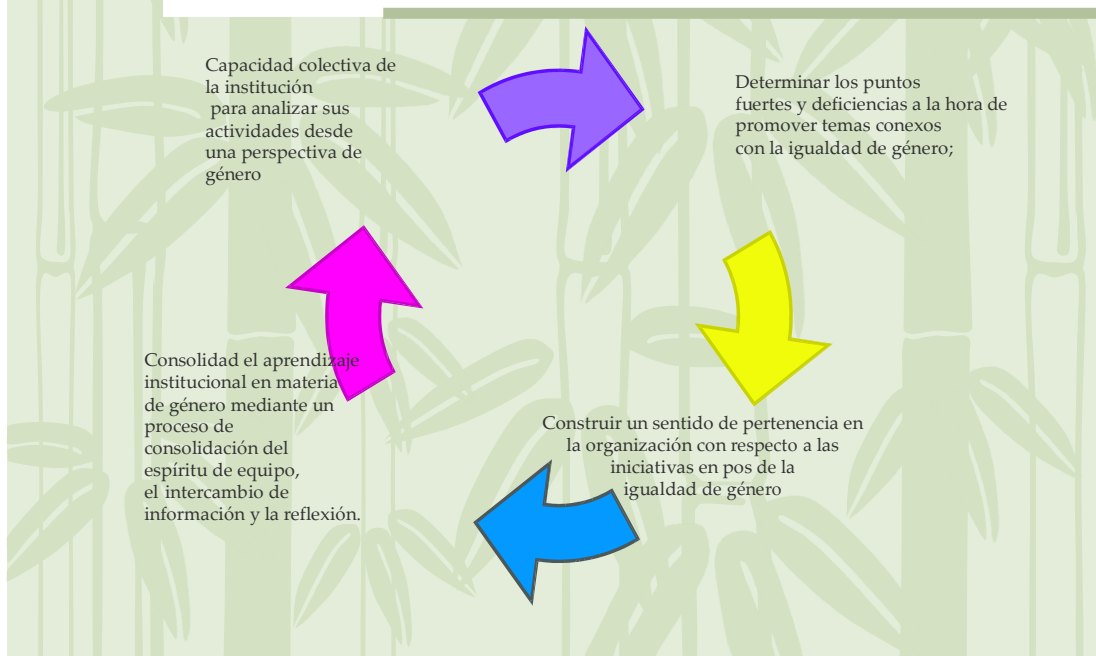 Capacidad colectiva de
la institución
para analizar sus
actividades desde
una perspectiva de
género
Determinar los puntos
fuertes y deficiencias a la hora de
promover temas conexos
con la igualdad de género;
Construir un sentido de pertenencia en
la organización con respecto a las
iniciativas en pos de la
igualdad de género
Consolidad el aprendizaje
institucional en materia
de género mediante un
proceso de
consolidación del
espíritu de equipo,
el intercambio de
información y la reflexión.